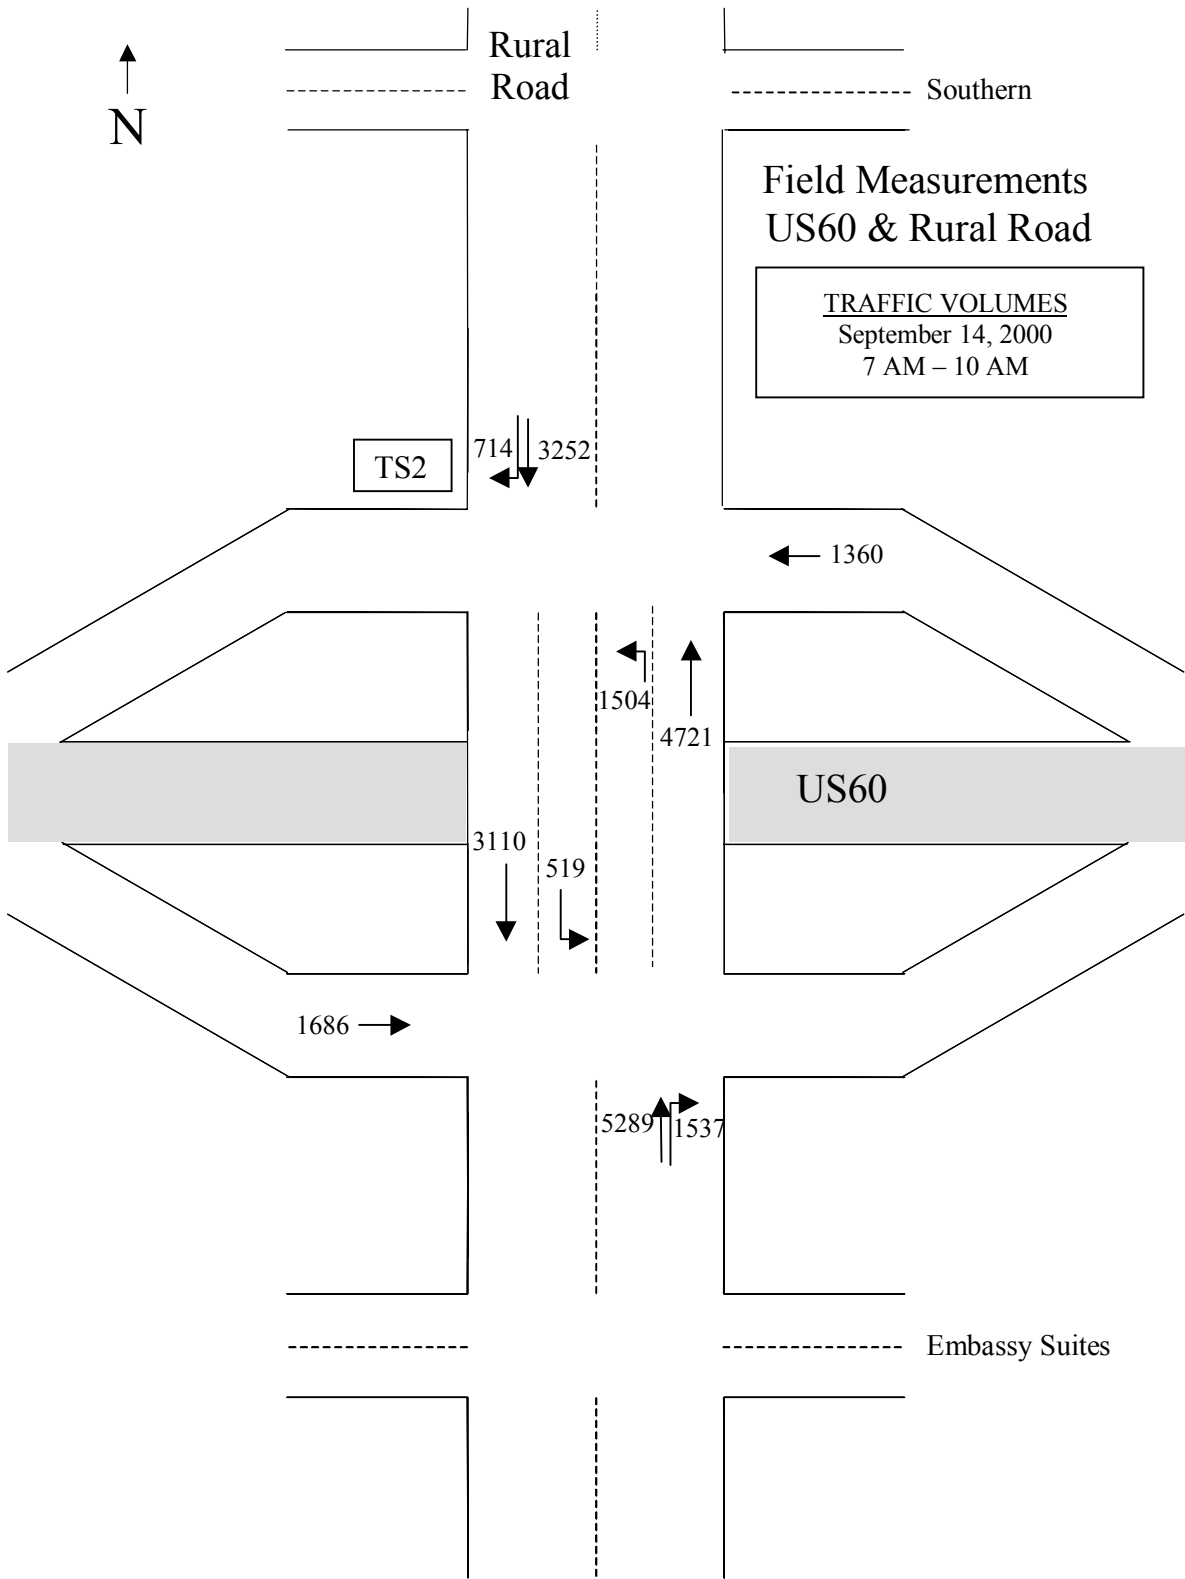 Rural
Road
N
Southern
Field Measurements
US60 & Rural Road
TRAFFIC VOLUMES
September 14, 2000
7 AM – 10 AM
714
3252
TS2
1360
1504
4721
US60
3110
519
1686
5289
1537
Embassy Suites